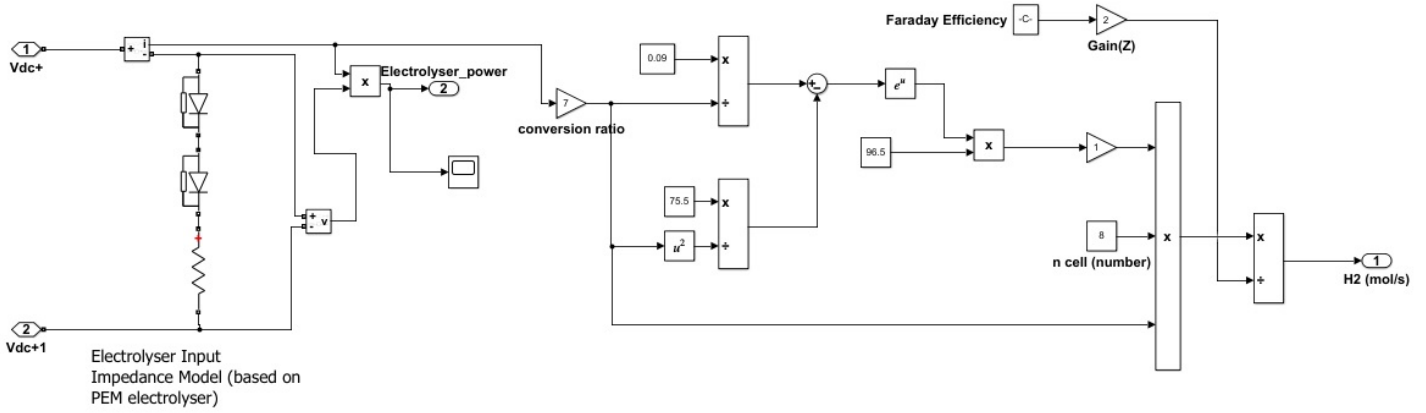 Faraday Efficiency
-C-
2
Gain(Z)
1
Vdc+
+
i
-
x
Electrolyser_power
2
7
conversion ratio
0.09
x
÷
+
-
e^u
96.5
x
1
75.5
x
÷
u^2
+
-
v
+
8
n cell (number)
x
x
÷
1
H2 (mol/s)
2
Vdc+1
Electrolyser Input
Impedance Model (based on
PEM electrolyser)